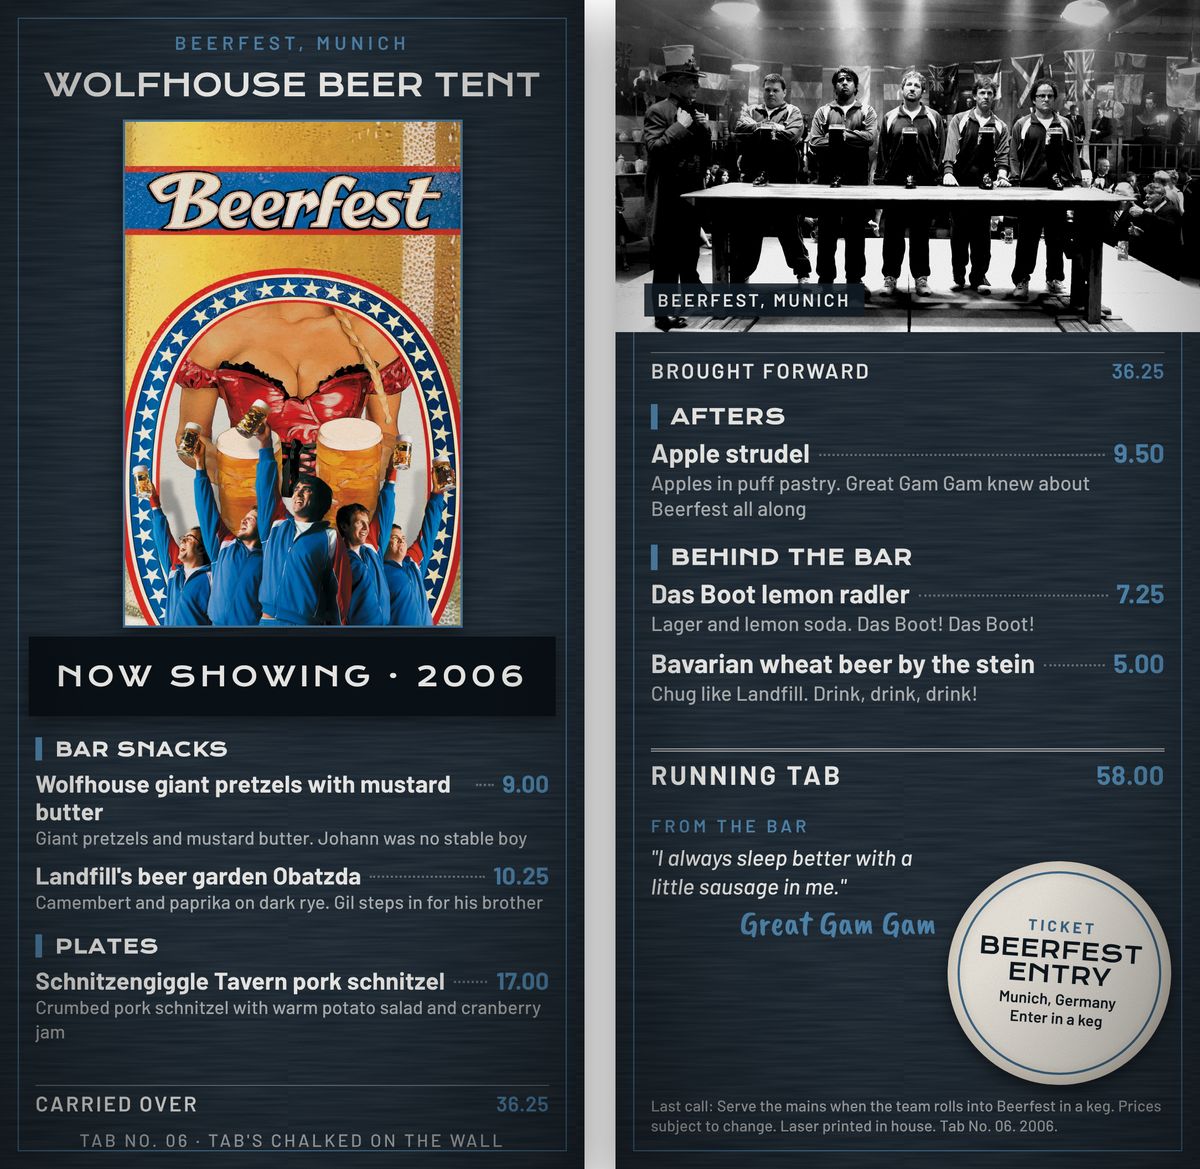 BEERFEST, MUNICH
WOLFHOUSE BEER TENT
Beerfest
NOW SHOWING · 2006
BAR SNACKS
Wolfhouse giant pretzels with mustard 9.00
butter
Giant pretzels and mustard butter. Johann was no stable boy
Landfill's beer garden Obatzda 10.25
Camembert and paprika on dark rye. Gil steps in for his brother
PLATES
Schnitzengiggle Tavern pork schnitzel 17.00
Crumbed pork schnitzel with warm potato salad and cranberry
jam
CARRIED OVER 36.25
TAB NO. 06 · TAB'S CHALKED ON THE WALL
BEERFEST, MUNICH
BROUGHT FORWARD 36.25
AFTERS
Apple strudel 9.50
Apples in puff pastry. Great Gam Gam knew about
Beerfest all along
BEHIND THE BAR
Das Boot lemon radler 7.25
Lager and lemon soda. Das Boot! Das Boot!
Bavarian wheat beer by the stein 5.00
Chug like Landfill. Drink, drink, drink!
RUNNING TAB 58.00
FROM THE BAR
"I always sleep better with a
little sausage in me."
Great Gam Gam
TICKET
BEERFEST
ENTRY
Munich, Germany
Enter in a keg
Last call: Serve the mains when the team rolls into Beerfest in a keg. Prices
subject to change. Laser printed in house. Tab No. 06. 2006.